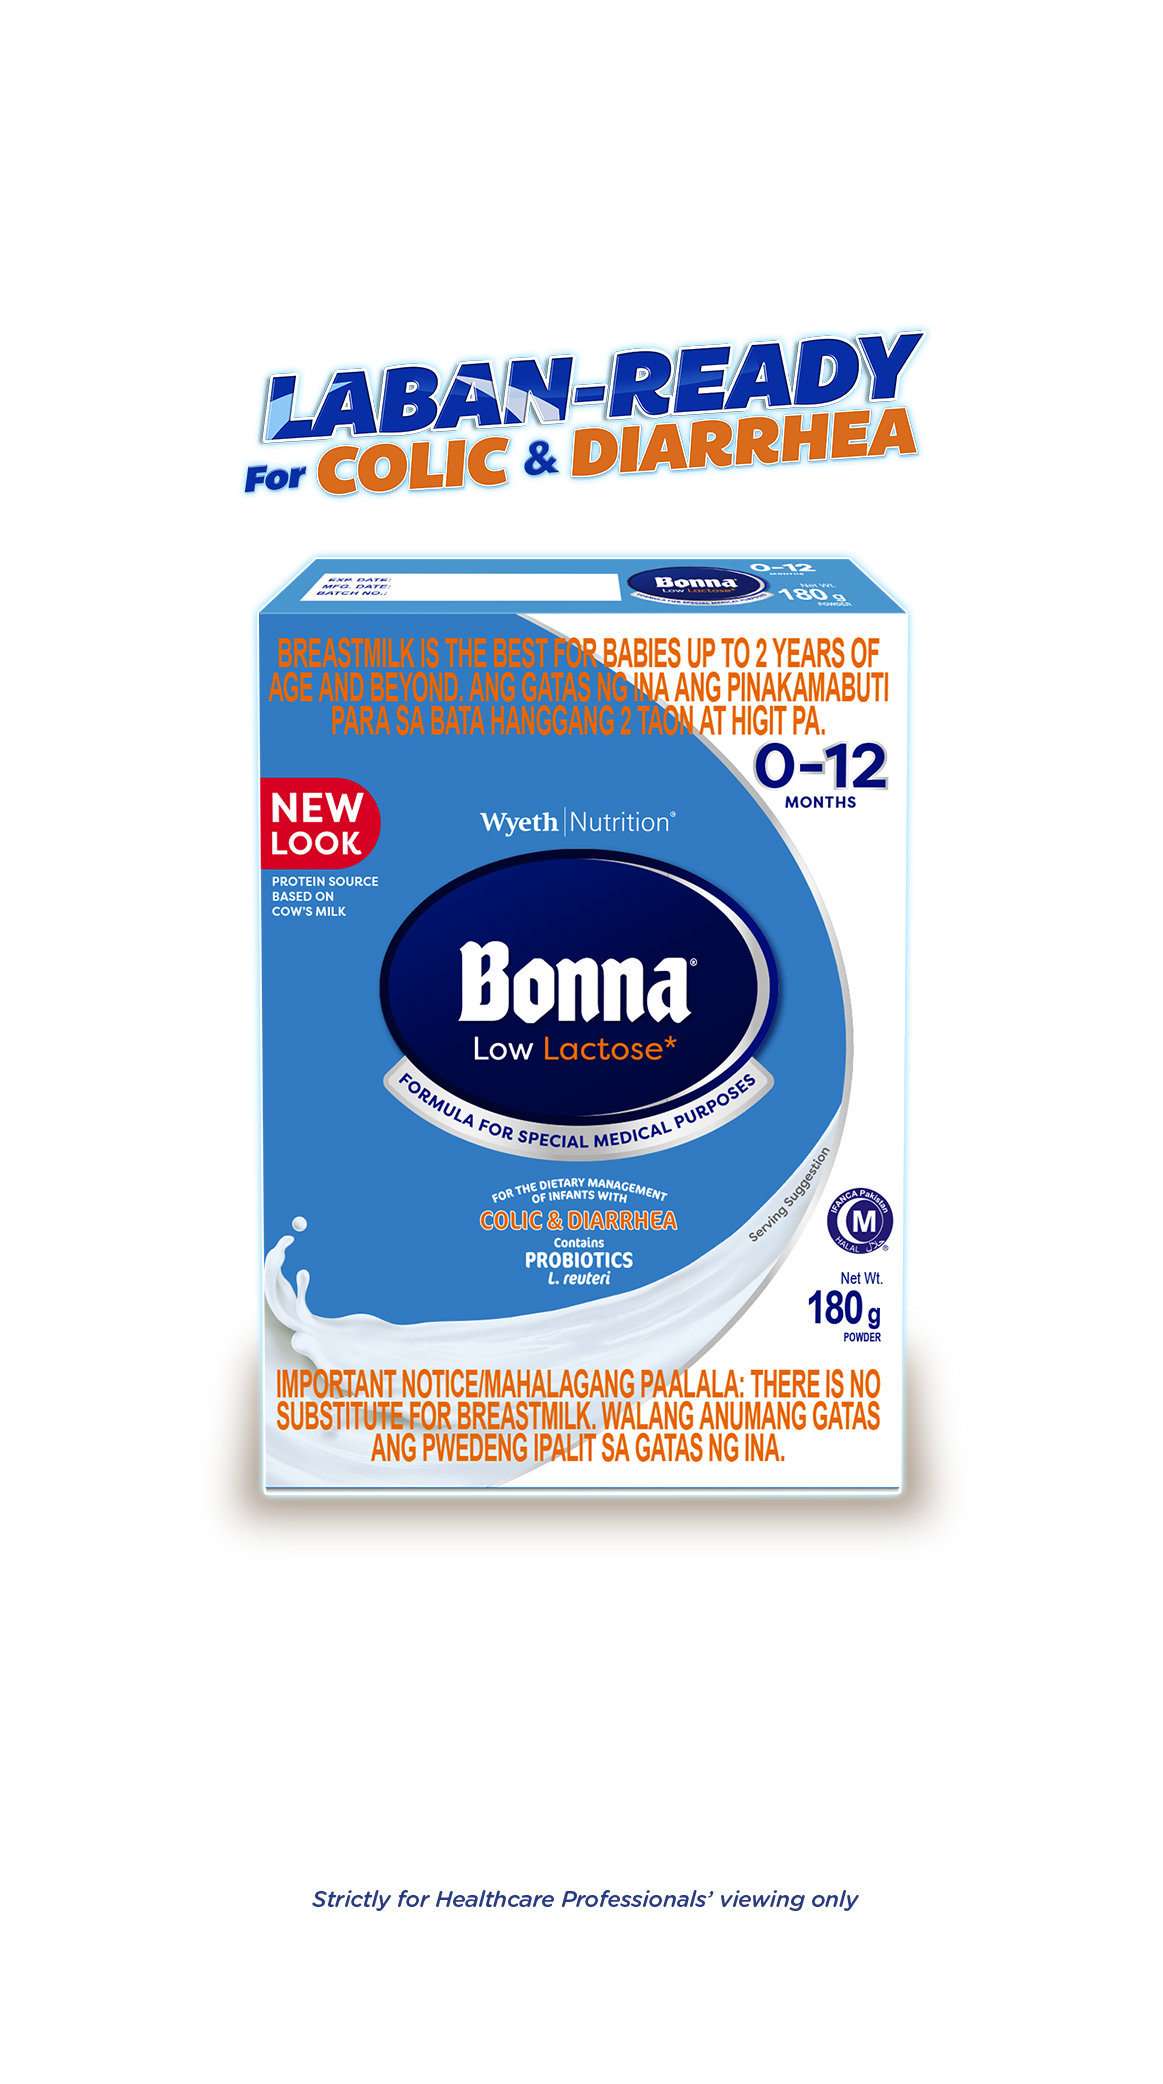 LABAN-READY
For COLIC & DIARRHEA
EXP. DATE:
MFG. DATE:
BATCH NO.:
Bonna
Low Lactose*
FORMULA FOR SPECIAL MEDICAL PURPOSES
0-12
MONTHS
Net Wt.
180 g
POWDER
BREASTMILK IS THE BEST FOR BABIES UP TO 2 YEARS OF
AGE AND BEYOND. ANG GATAS NG INA ANG PINAKAMABUTI
PARA SA BATA HANGGANG 2 TAON AT HIGIT PA.
0-12
MONTHS
NEW
LOOK
PROTEIN SOURCE
BASED ON
COW'S MILK
Wyeth | Nutrition®
Bonna®
Low Lactose*
FORMULA FOR SPECIAL MEDICAL PURPOSES
FOR THE DIETARY MANAGEMENT
OF INFANTS WITH
COLIC & DIARRHEA
Contains
PROBIOTICS
L. reuteri
Serving Suggestion
IFANCA Pakistan
M
HALAL حلال ®
Net Wt.
180 g
POWDER
IMPORTANT NOTICE/MAHALAGANG PAALALA: THERE IS NO
SUBSTITUTE FOR BREASTMILK. WALANG ANUMANG GATAS
ANG PWEDENG IPALIT SA GATAS NG INA.
Strictly for Healthcare Professionals' viewing only